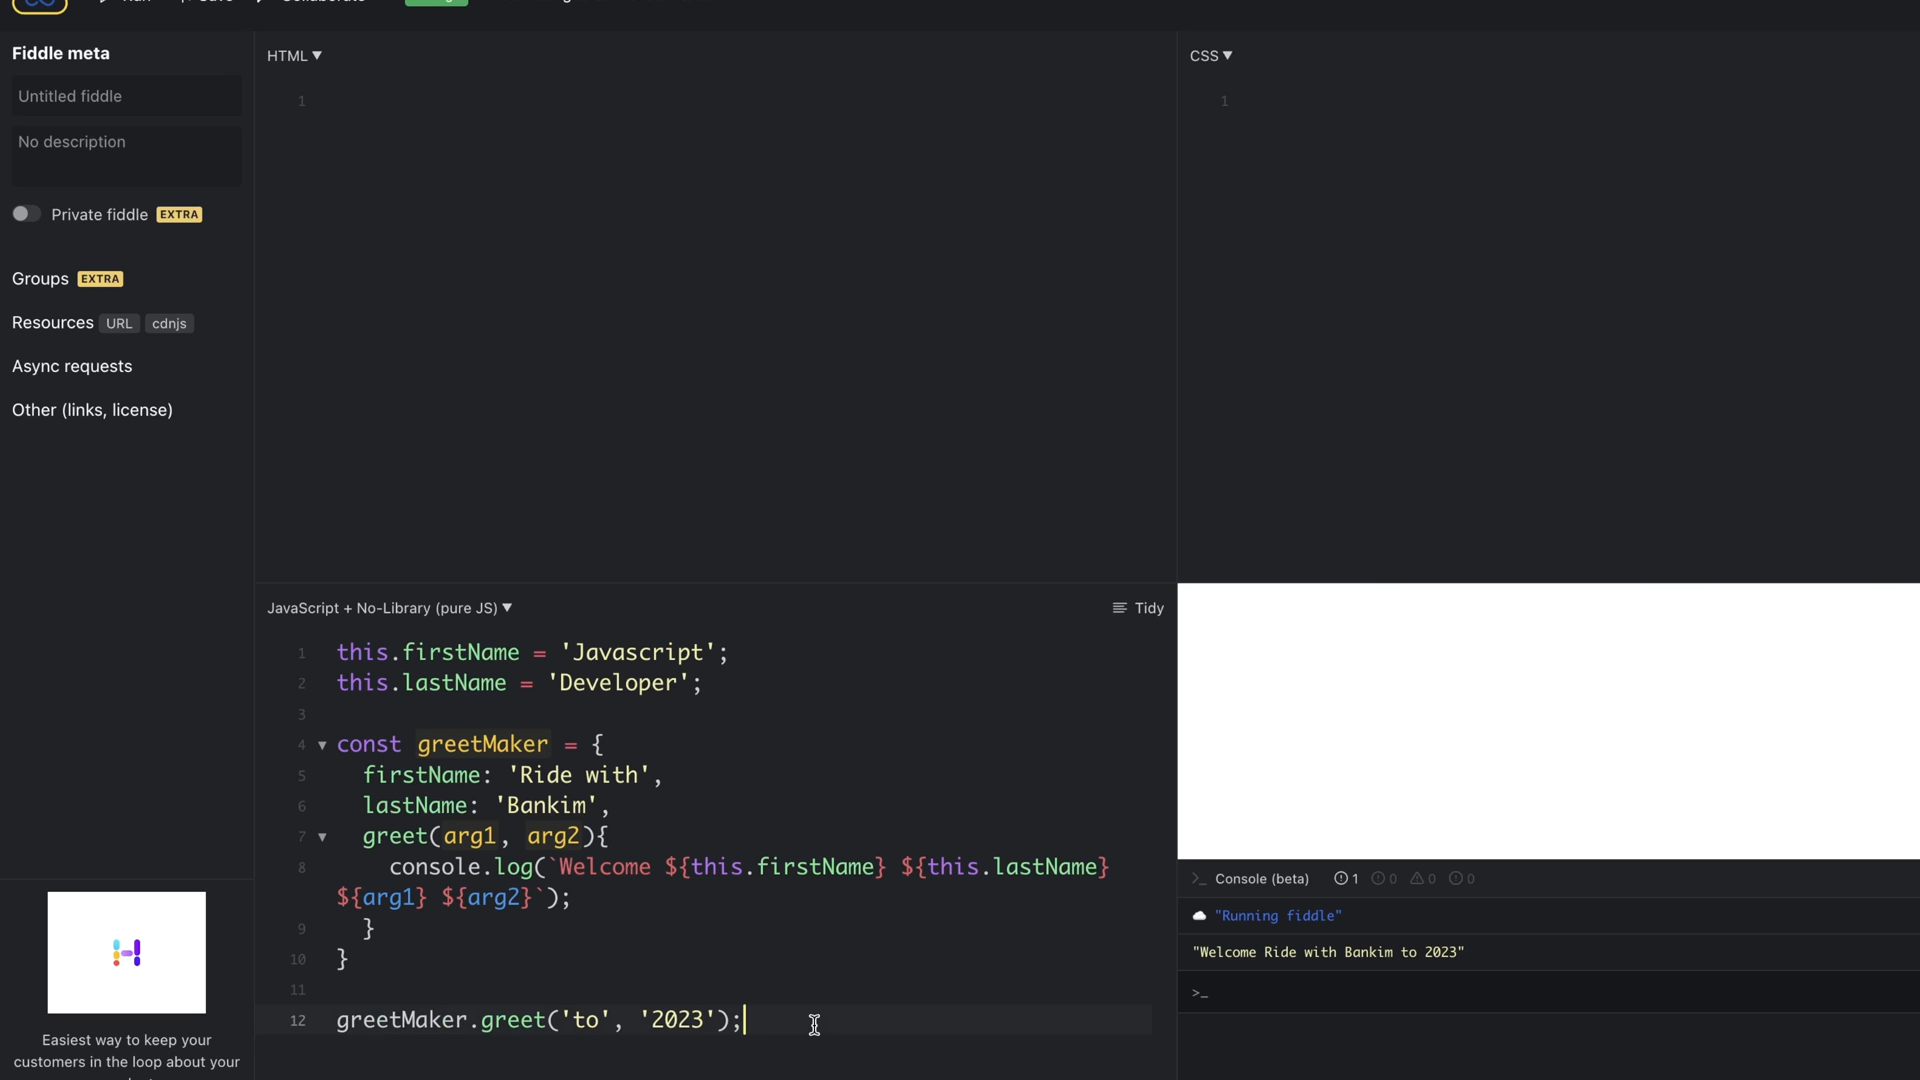 Fiddle meta
Untitled fiddle
No description
Private fiddle EXTRA
Groups EXTRA
Resources URL cdnjs
Async requests
Other (links, license)
Easiest way to keep your
customers in the loop about your
HTML ▼
1
CSS ▼
1
JavaScript + No-Library (pure JS) ▼
Tidy
1 this.firstName = 'Javascript';
2 this.lastName = 'Developer';
3
4 ▼ const greetMaker = {
5 firstName: 'Ride with',
6 lastName: 'Bankim',
7 ▼ greet(arg1, arg2){
8 console.log(`Welcome ${this.firstName} ${this.lastName}
${arg1} ${arg2}`);
9 }
10 }
11
12 greetMaker.greet('to', '2023');
>_ Console (beta) 1 0 0 0
"Running fiddle"
"Welcome Ride with Bankim to 2023"
>_